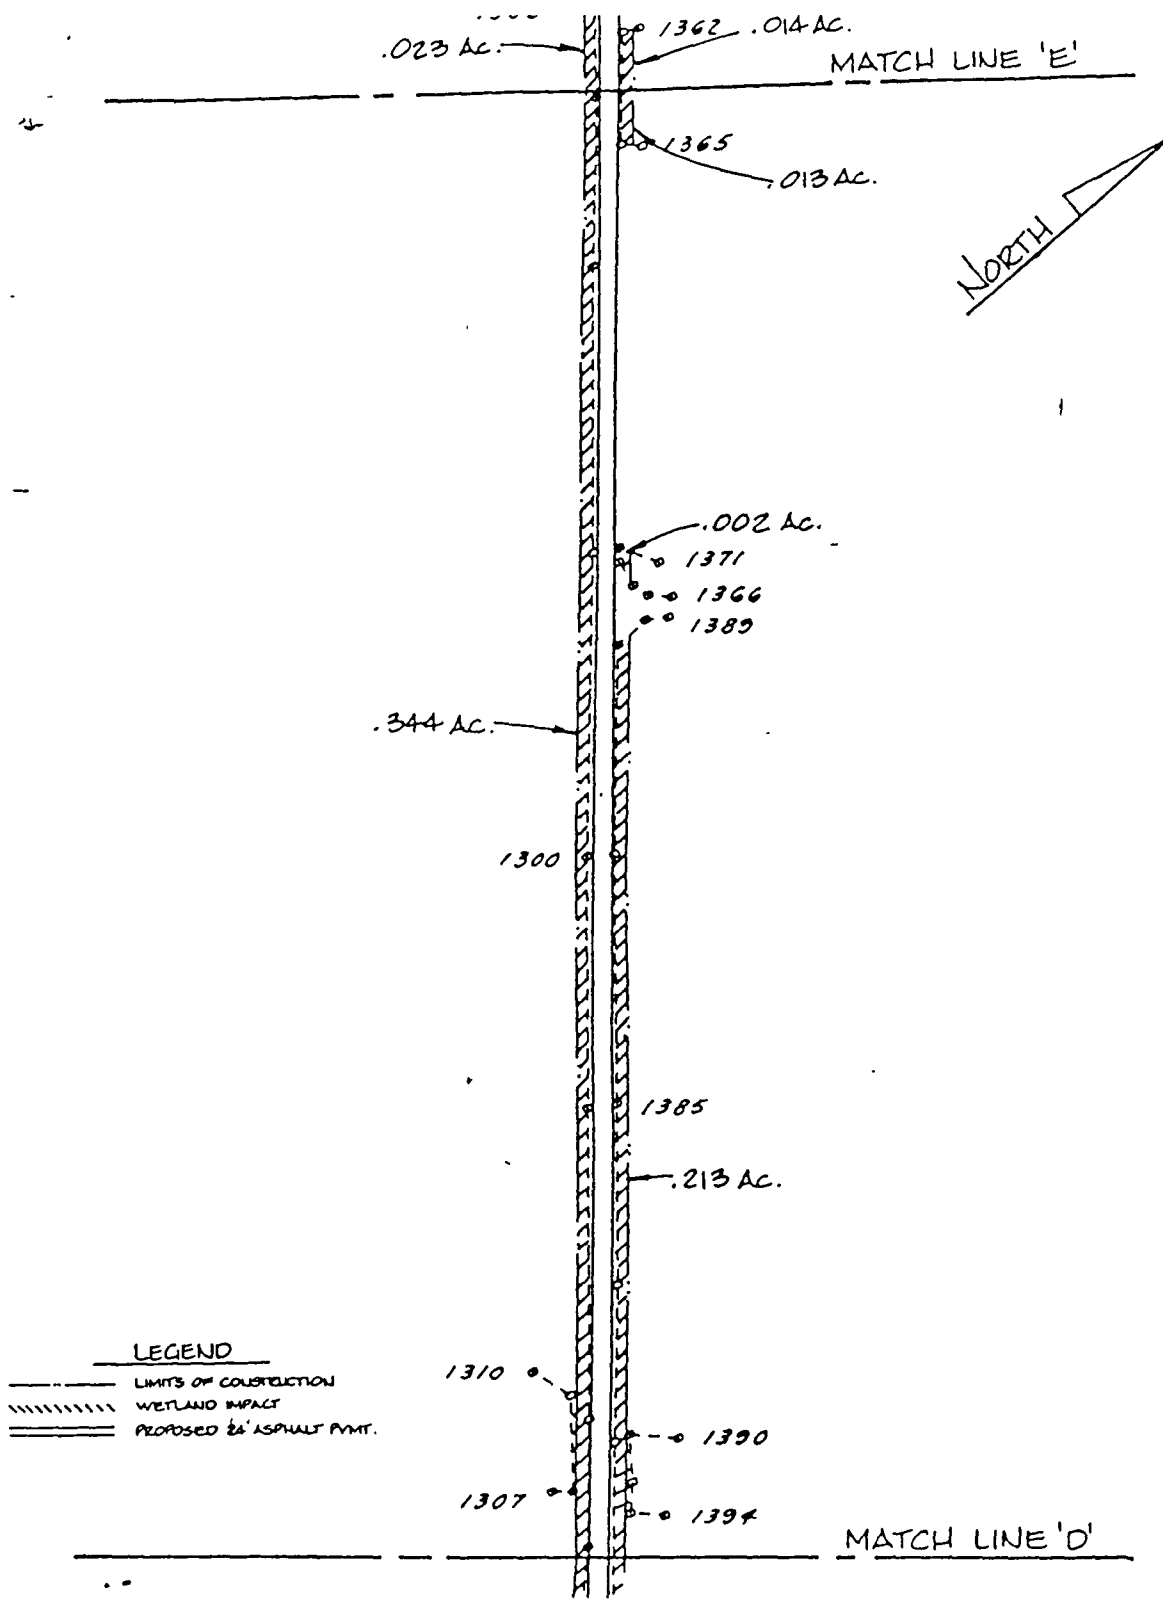 1362
.014 AC.
.023 AC.
MATCH LINE 'E'
1365
.013 AC.
NORTH
.002 AC.
1371
1366
1389
.344 AC.
1300
1385
.213 AC.
LEGEND
LIMITS OF CONSTRUCTION
WETLAND IMPACT
PROPOSED 24' ASPHALT PVMT.
1310
1390
1307
1394
MATCH LINE 'D'